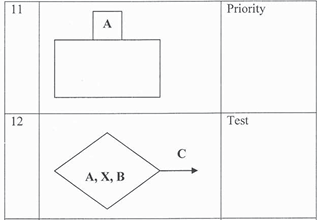 11
A
Priority
12
A, X, B
C
Test